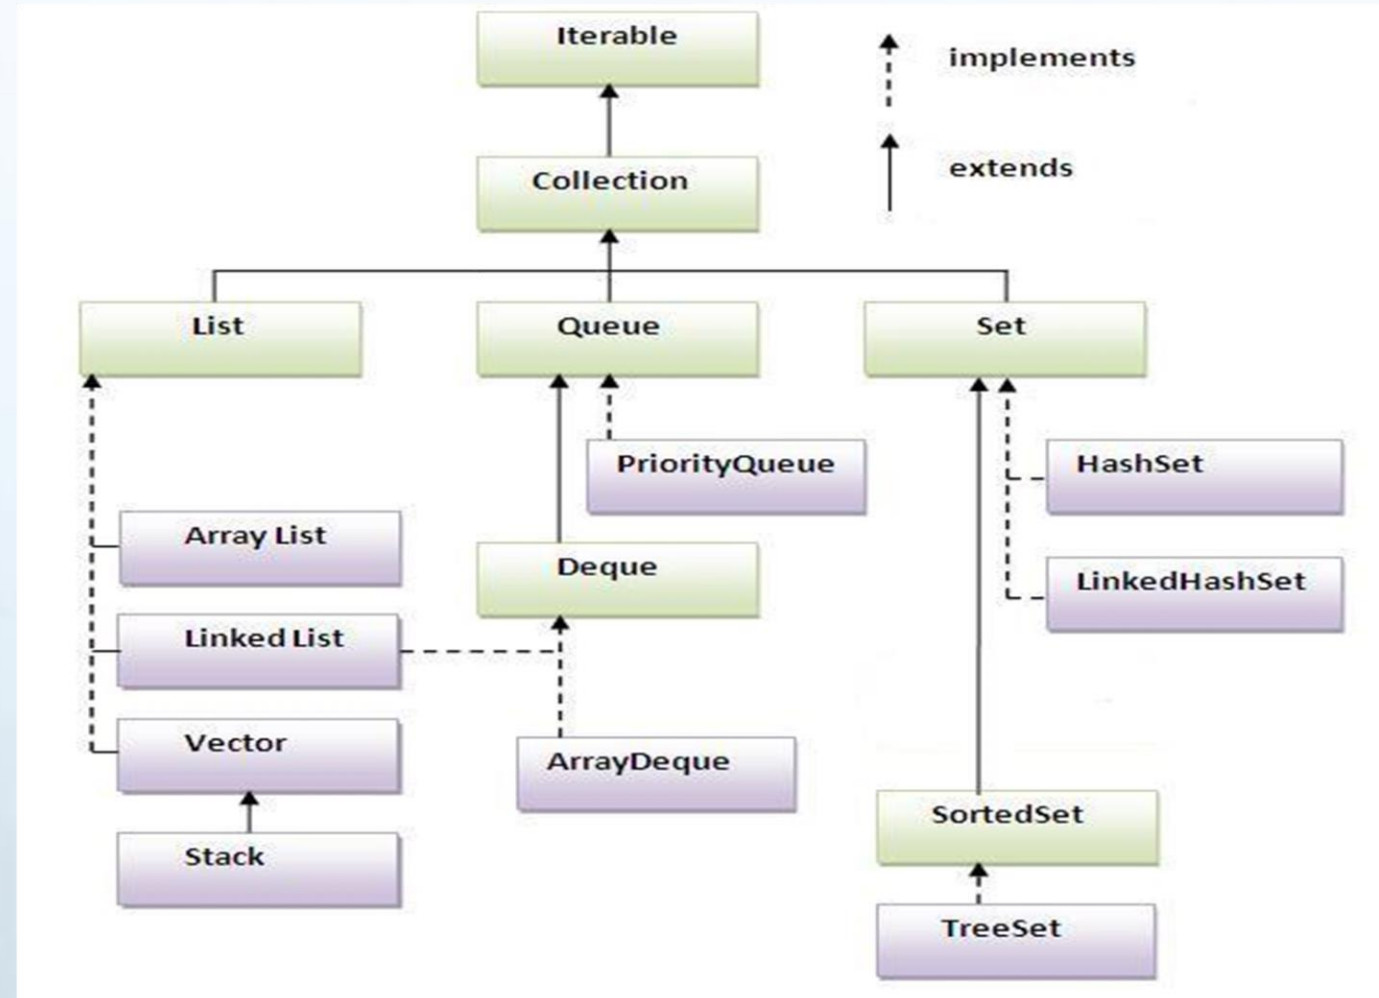 Iterable
implements
extends
Collection
List
Queue
Set
PriorityQueue
HashSet
Array List
Deque
LinkedHashSet
Linked List
Vector
ArrayDeque
Stack
SortedSet
TreeSet